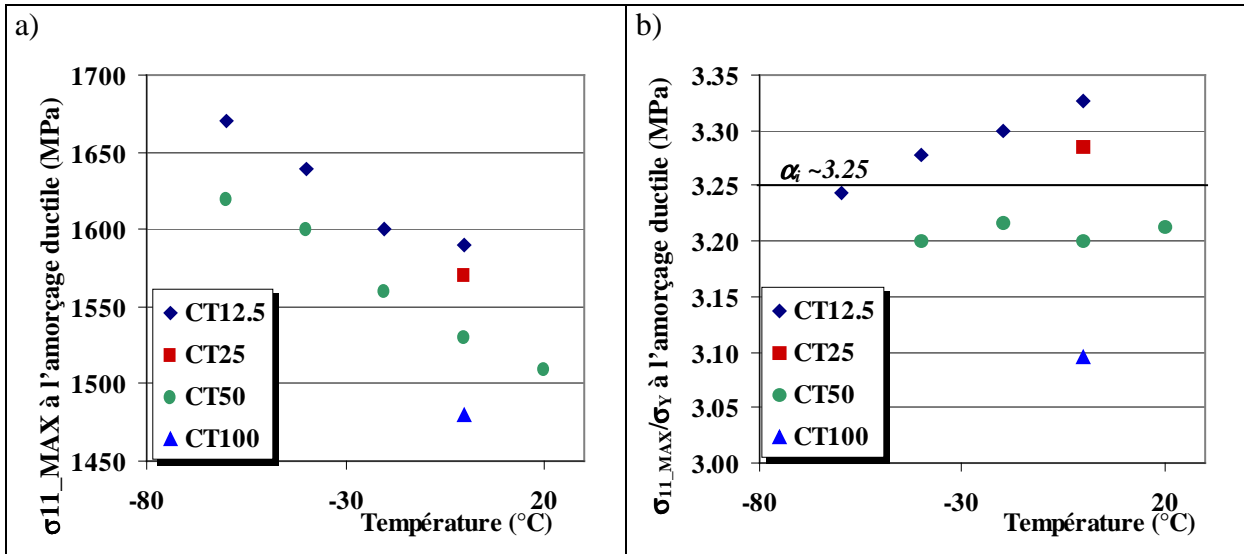 a)
σ11_MAX à l'amorçage ductile (MPa)
1700
1650
1600
1550
1500
1450
-80
-30
20
Température (°C)
CT12.5
CT25
CT50
CT100
b)
σ11_MAX/σY à l'amorçage ductile (MPa)
3.35
3.30
3.25
3.20
3.15
3.10
3.05
3.00
αi ~3.25
-80
-30
20
Température (°C)
CT12.5
CT25
CT50
CT100